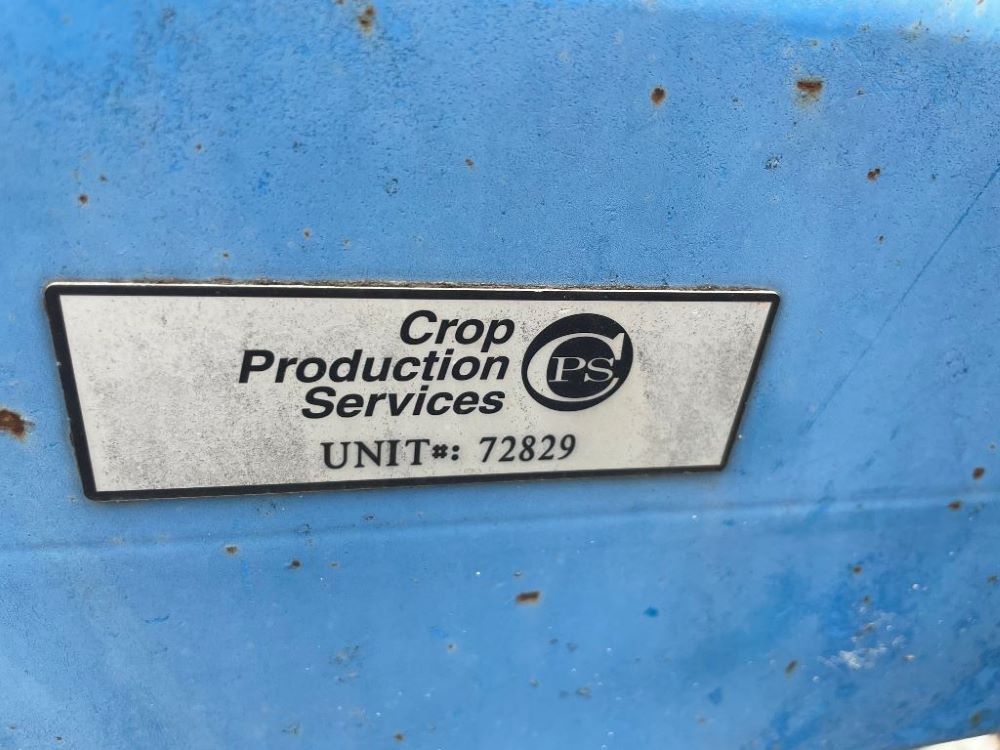 Crop
Production
Services
CPS
UNIT#: 72829